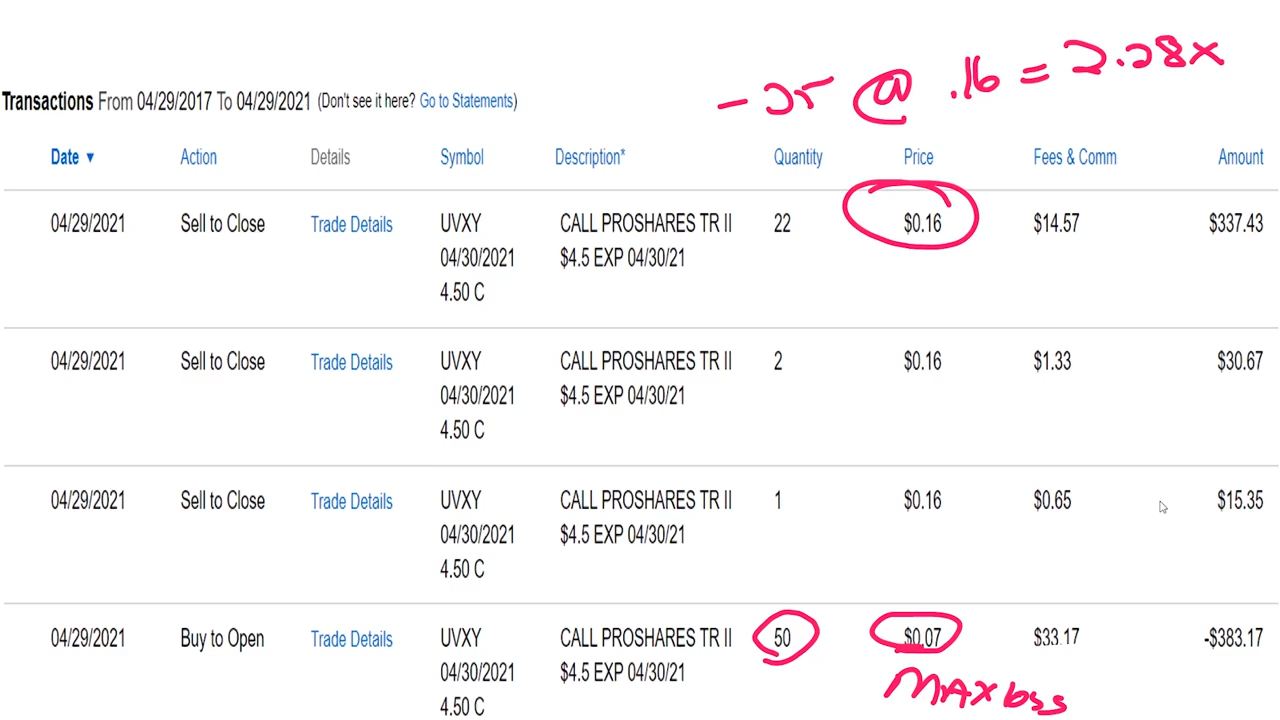 - 25 @ .16 = 2.28x
Transactions From 04/29/2017 To 04/29/2021 (Don't see it here? Go to Statements)
Date ▼ Action Details Symbol Description* Quantity Price Fees & Comm Amount
04/29/2021 Sell to Close Trade Details UVXY CALL PROSHARES TR II 22 $0.16 $14.57 $337.43
04/30/2021 $4.5 EXP 04/30/21
4.50 C
04/29/2021 Sell to Close Trade Details UVXY CALL PROSHARES TR II 2 $0.16 $1.33 $30.67
04/30/2021 $4.5 EXP 04/30/21
4.50 C
04/29/2021 Sell to Close Trade Details UVXY CALL PROSHARES TR II 1 $0.16 $0.65 $15.35
04/30/2021 $4.5 EXP 04/30/21
4.50 C
04/29/2021 Buy to Open Trade Details UVXY CALL PROSHARES TR II 50 $0.07 $33.17 -$383.17
04/30/2021 $4.5 EXP 04/30/21
4.50 C
MAX loss